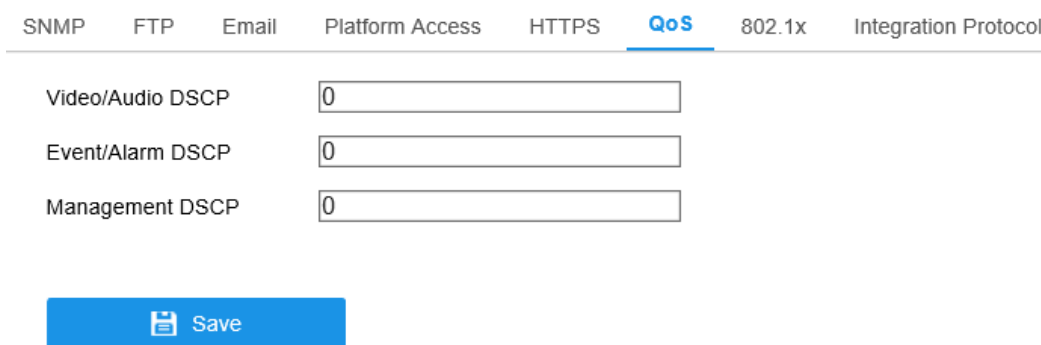 SNMP FTP Email Platform Access HTTPS QoS 802.1x Integration Protocol
Video/Audio DSCP 0
Event/Alarm DSCP 0
Management DSCP 0
Save